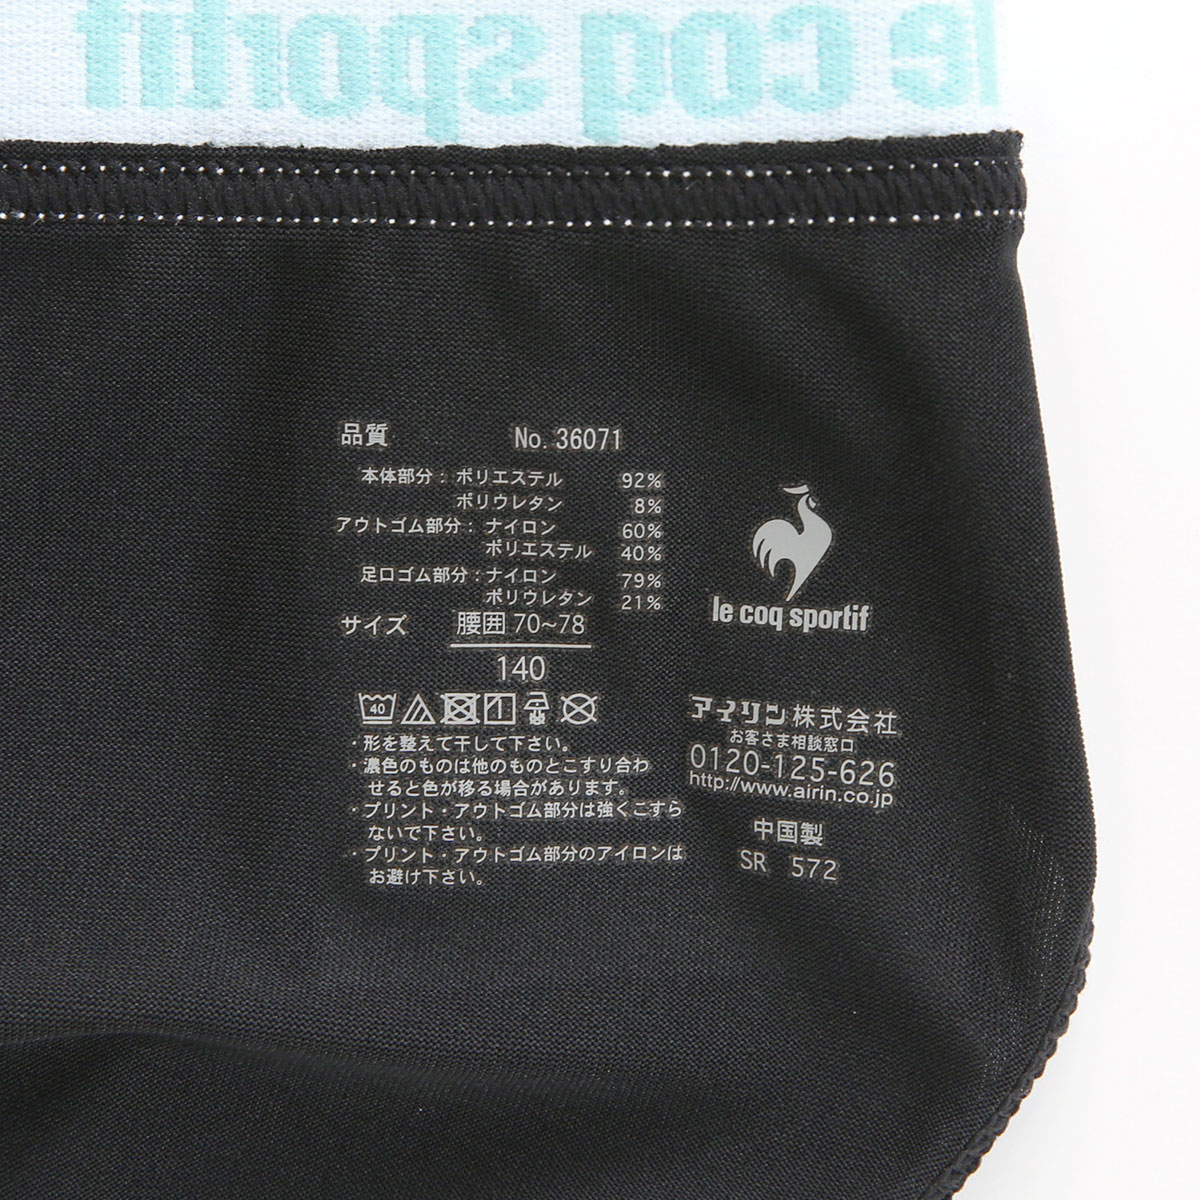 le coq sportif
品質 No. 36071
本体部分：ポリエステル 92%
ポリウレタン 8%
アウトゴム部分：ナイロン 60%
ポリエステル 40%
足口ゴム部分：ナイロン 79%
ポリウレタン 21%
サイズ 腰囲 70~78
140
40
・形を整えて干して下さい。
・濃色のものは他のものとこすり合わ
せると色が移る場合があります。
・プリント・アウトゴム部分は強くこすら
ないで下さい。
・プリント・アウトゴム部分のアイロンは
お避け下さい。
le coq sportif
アイリン株式会社
お客さま相談窓口
0120-125-626
http://www.airin.co.jp
中国製
SR 572